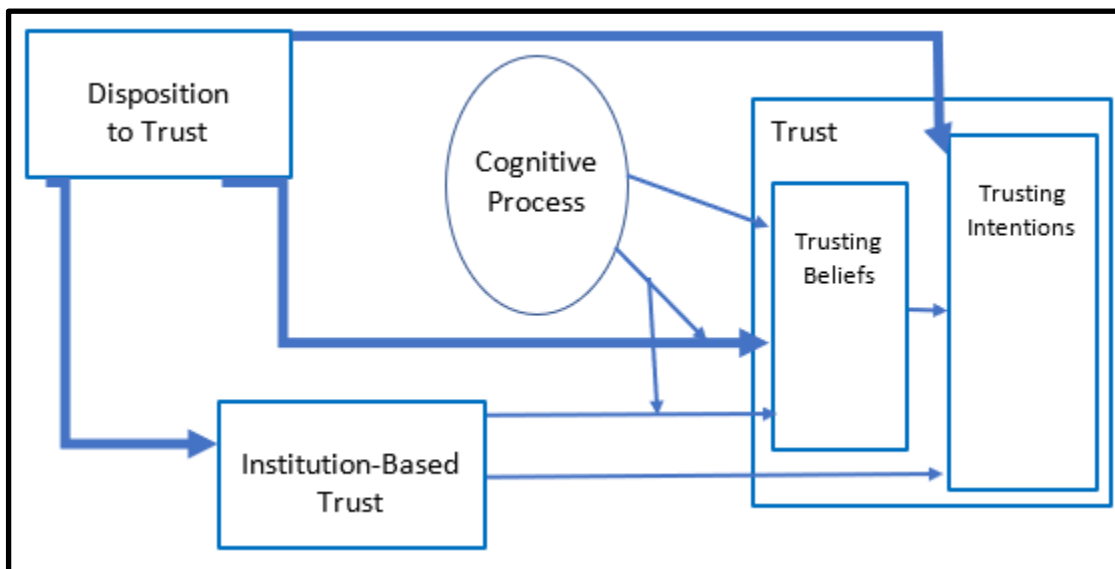 Disposition
to Trust
Cognitive
Process
Trust
Trusting
Beliefs
Trusting
Intentions
Institution-Based
Trust